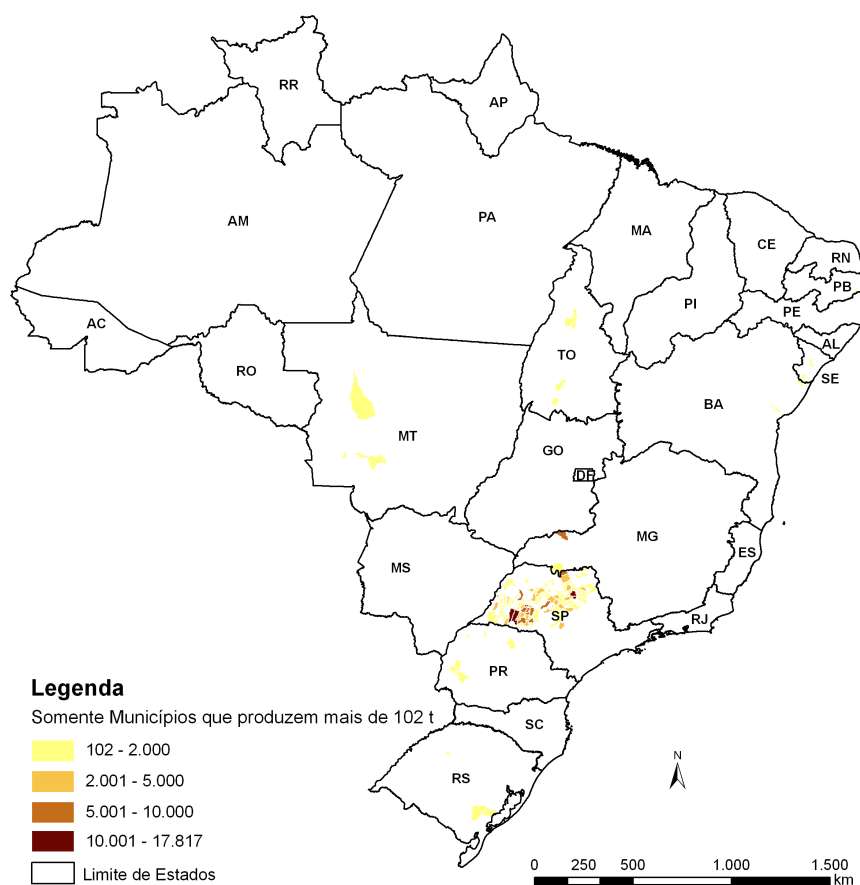 RR
AP
AM
PA
MA
CE
RN
PB
PE
PI
AL
SE
AC
RO
TO
BA
MT
GO
DF
MG
ES
MS
SP
RJ
PR
SC
RS
Legenda
Somente Municípios que produzem mais de 102 t
102 - 2.000
2.001 - 5.000
5.001 - 10.000
10.001 - 17.817
Limite de Estados
N
0 250 500 1.000 1.500
km